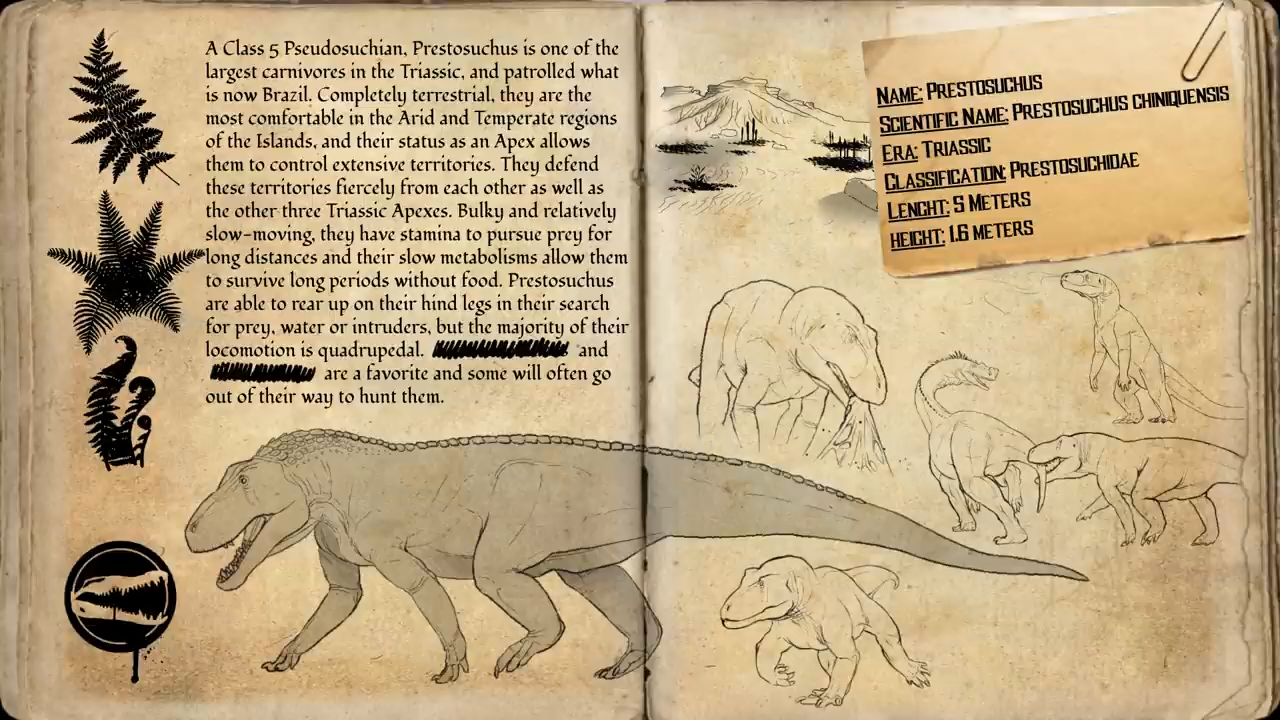 A Class 5 Pseudosuchian, Prestosuchus is one of the
largest carnivores in the Triassic, and patrolled what
is now Brazil. Completely terrestrial, they are the
most comfortable in the Arid and Temperate regions
of the Islands, and their status as an Apex allows
them to control extensive territories. They defend
these territories fiercely from each other as well as
the other three Triassic Apexes. Bulky and relatively
slow-moving, they have stamina to pursue prey for
long distances and their slow metabolisms allow them
to survive long periods without food. Prestosuchus
are able to rear up on their hind legs in their search
for prey, water or intruders, but the majority of their
locomotion is quadrupedal. and
are a favorite and some will often go
out of their way to hunt them.
Name: Prestosuchus
Scientific Name: Prestosuchus chiniquensis
Era: Triassic
Classification: Prestosuchidae
Lenght: 5 Meters
Height: 1.6 meters